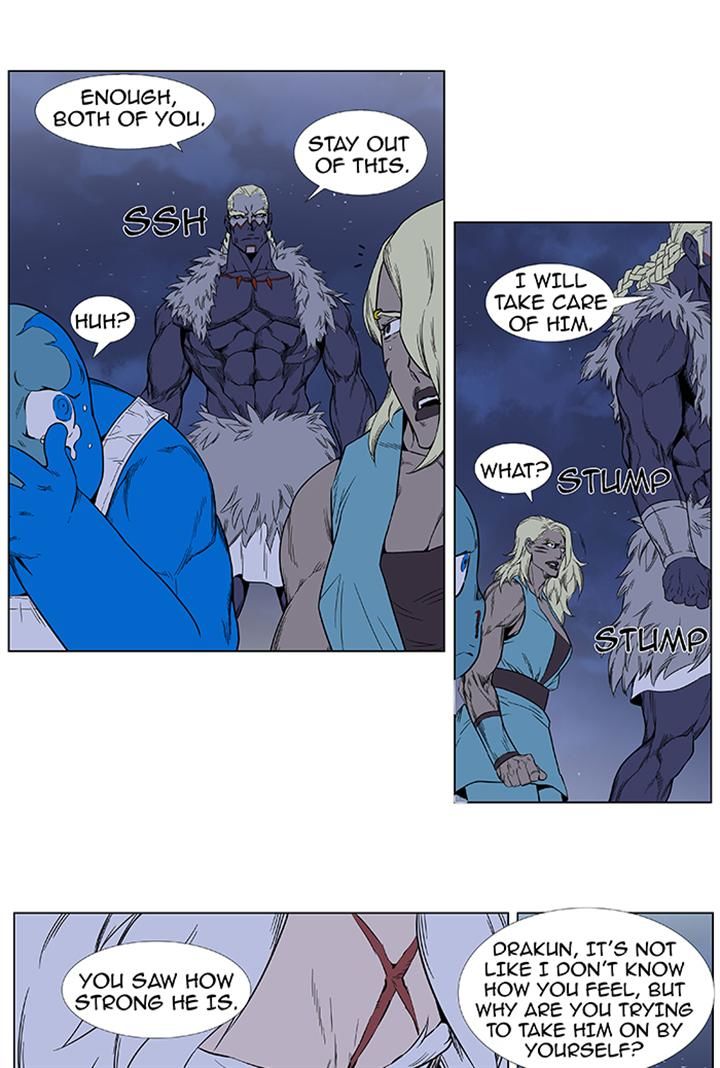 ENOUGH,
BOTH OF YOU.
STAY OUT
OF THIS.
SSH
HUH?
I WILL
TAKE CARE
OF HIM.
WHAT?
STUMP
STUMP
YOU SAW HOW
STRONG HE IS.
DRAKUN, IT'S NOT
LIKE I DON'T KNOW
HOW YOU FEEL, BUT
WHY ARE YOU TRYING
TO TAKE HIM ON BY
YOURSELF?